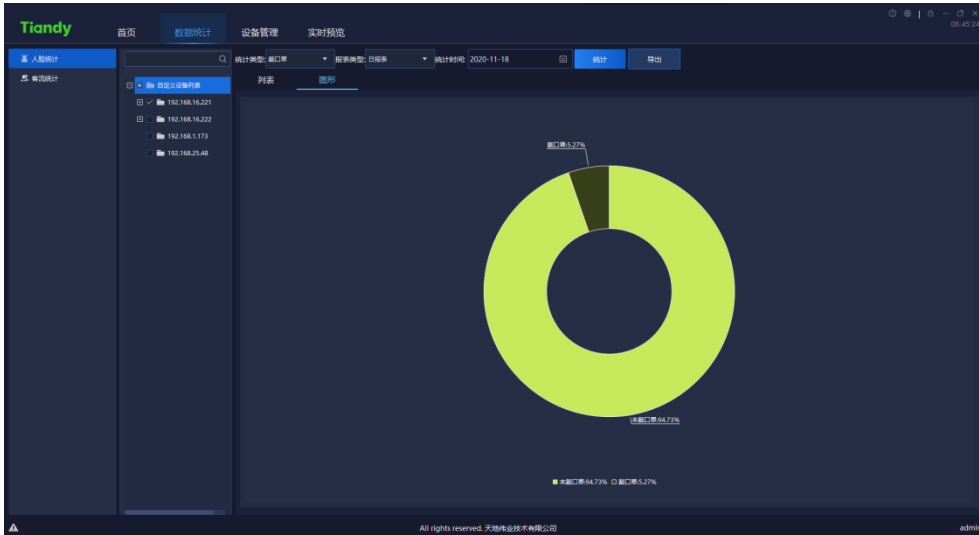 Tiandy
首页 数据统计 设备管理 实时预览
08:45:24
人脸统计
客流统计
自定义设备列表
192.168.16.221
192.168.16.222
192.168.1.173
192.168.25.48
统计类型: 戴口罩 报表类型: 日报表 统计时间: 2020-11-18 统计 导出
列表 图形
戴口罩:5.27%
未戴口罩:94.73%
未戴口罩:94.73% 戴口罩:5.27%
All rights reserved. 天地伟业技术有限公司
admin